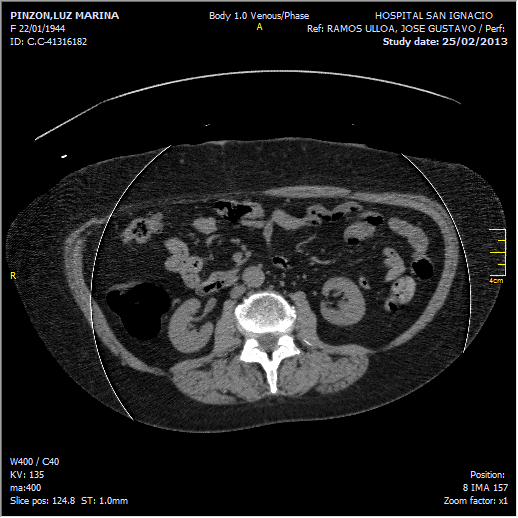 PINZON,LUZ MARINA
F 22/01/1944
ID: C.C-41316182
Body 1.0 Venous/Phase
A
HOSPITAL SAN IGNACIO
Ref: RAMOS ULLOA, JOSE GUSTAVO / Perf:
Study date: 25/02/2013
R
4cm
W400 / C40
KV: 135
ma:400
Slice pos: 124.8 ST: 1.0mm
Position:
8 IMA 157
Zoom factor: x1